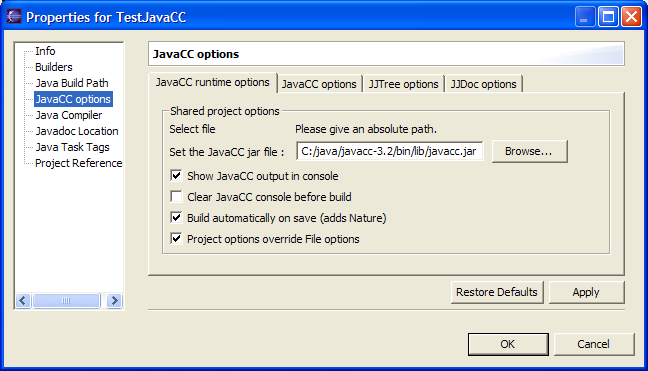 Properties for TestJavaCC
Info
Builders
Java Build Path
JavaCC options
Java Compiler
Javadoc Location
Java Task Tags
Project Reference
JavaCC options
JavaCC runtime options
JavaCC options
JJTree options
JJDoc options
Shared project options
Select file Please give an absolute path.
Set the JavaCC jar file : C:/java/javacc-3.2/bin/lib/javacc.jar Browse...
Show JavaCC output in console
Clear JavaCC console before build
Build automatically on save (adds Nature)
Project options override File options
Restore Defaults Apply
OK Cancel